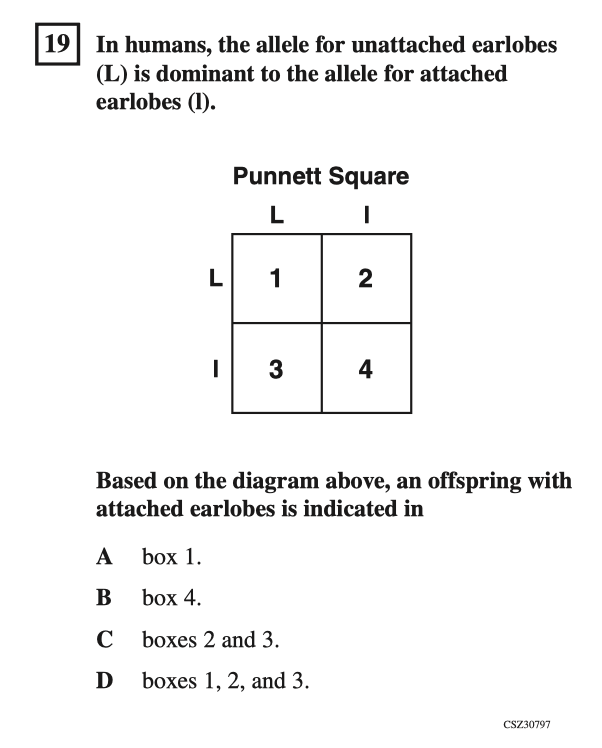 19 In humans, the allele for unattached earlobes
(L) is dominant to the allele for attached
earlobes (l).
Punnett Square
L l
L 1 2
l 3 4
Based on the diagram above, an offspring with
attached earlobes is indicated in
A box 1.
B box 4.
C boxes 2 and 3.
D boxes 1, 2, and 3.
CSZ30797